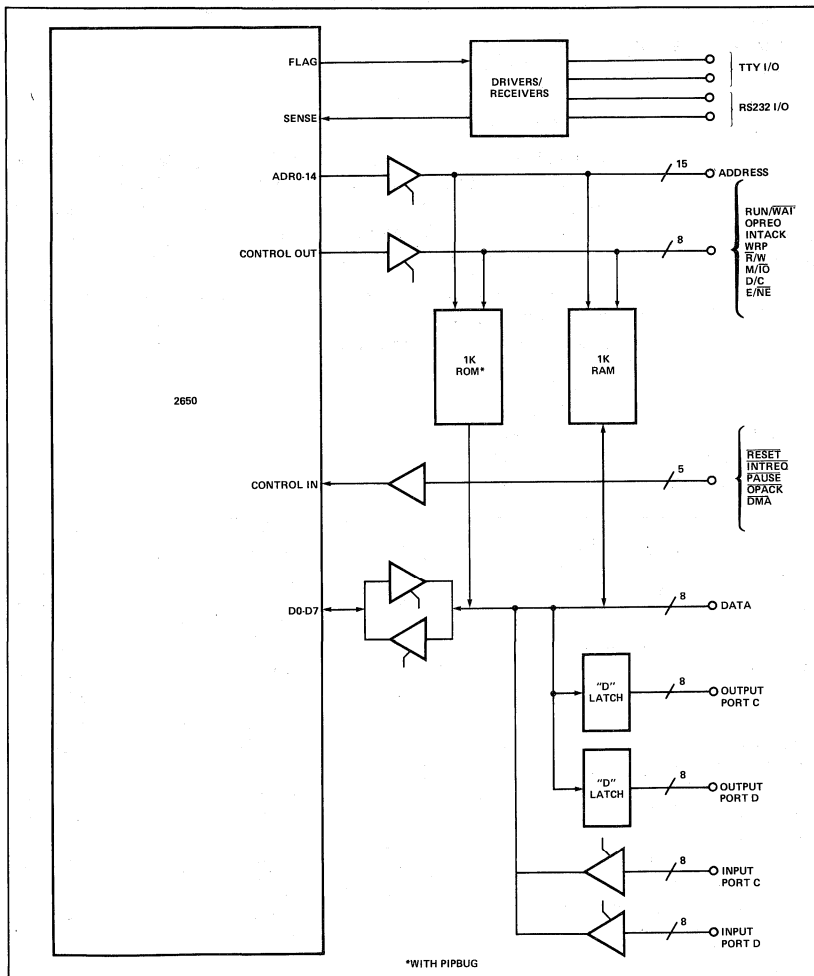 FLAG
DRIVERS/
RECEIVERS
TTY I/O
RS232 I/O
SENSE
ADR0-14
15
ADDRESS
CONTROL OUT
8
RUN/WAI
OPREQ
INTACK
WRP
R/W
M/IO
D/C
E/NE
1K
ROM*
1K
RAM
2650
CONTROL IN
5
RESET
INTREQ
PAUSE
OPACK
DMA
D0-D7
8
DATA
"D"
LATCH
8
OUTPUT
PORT C
"D"
LATCH
8
OUTPUT
PORT D
8
INPUT
PORT C
8
INPUT
PORT D
*WITH PIPBUG